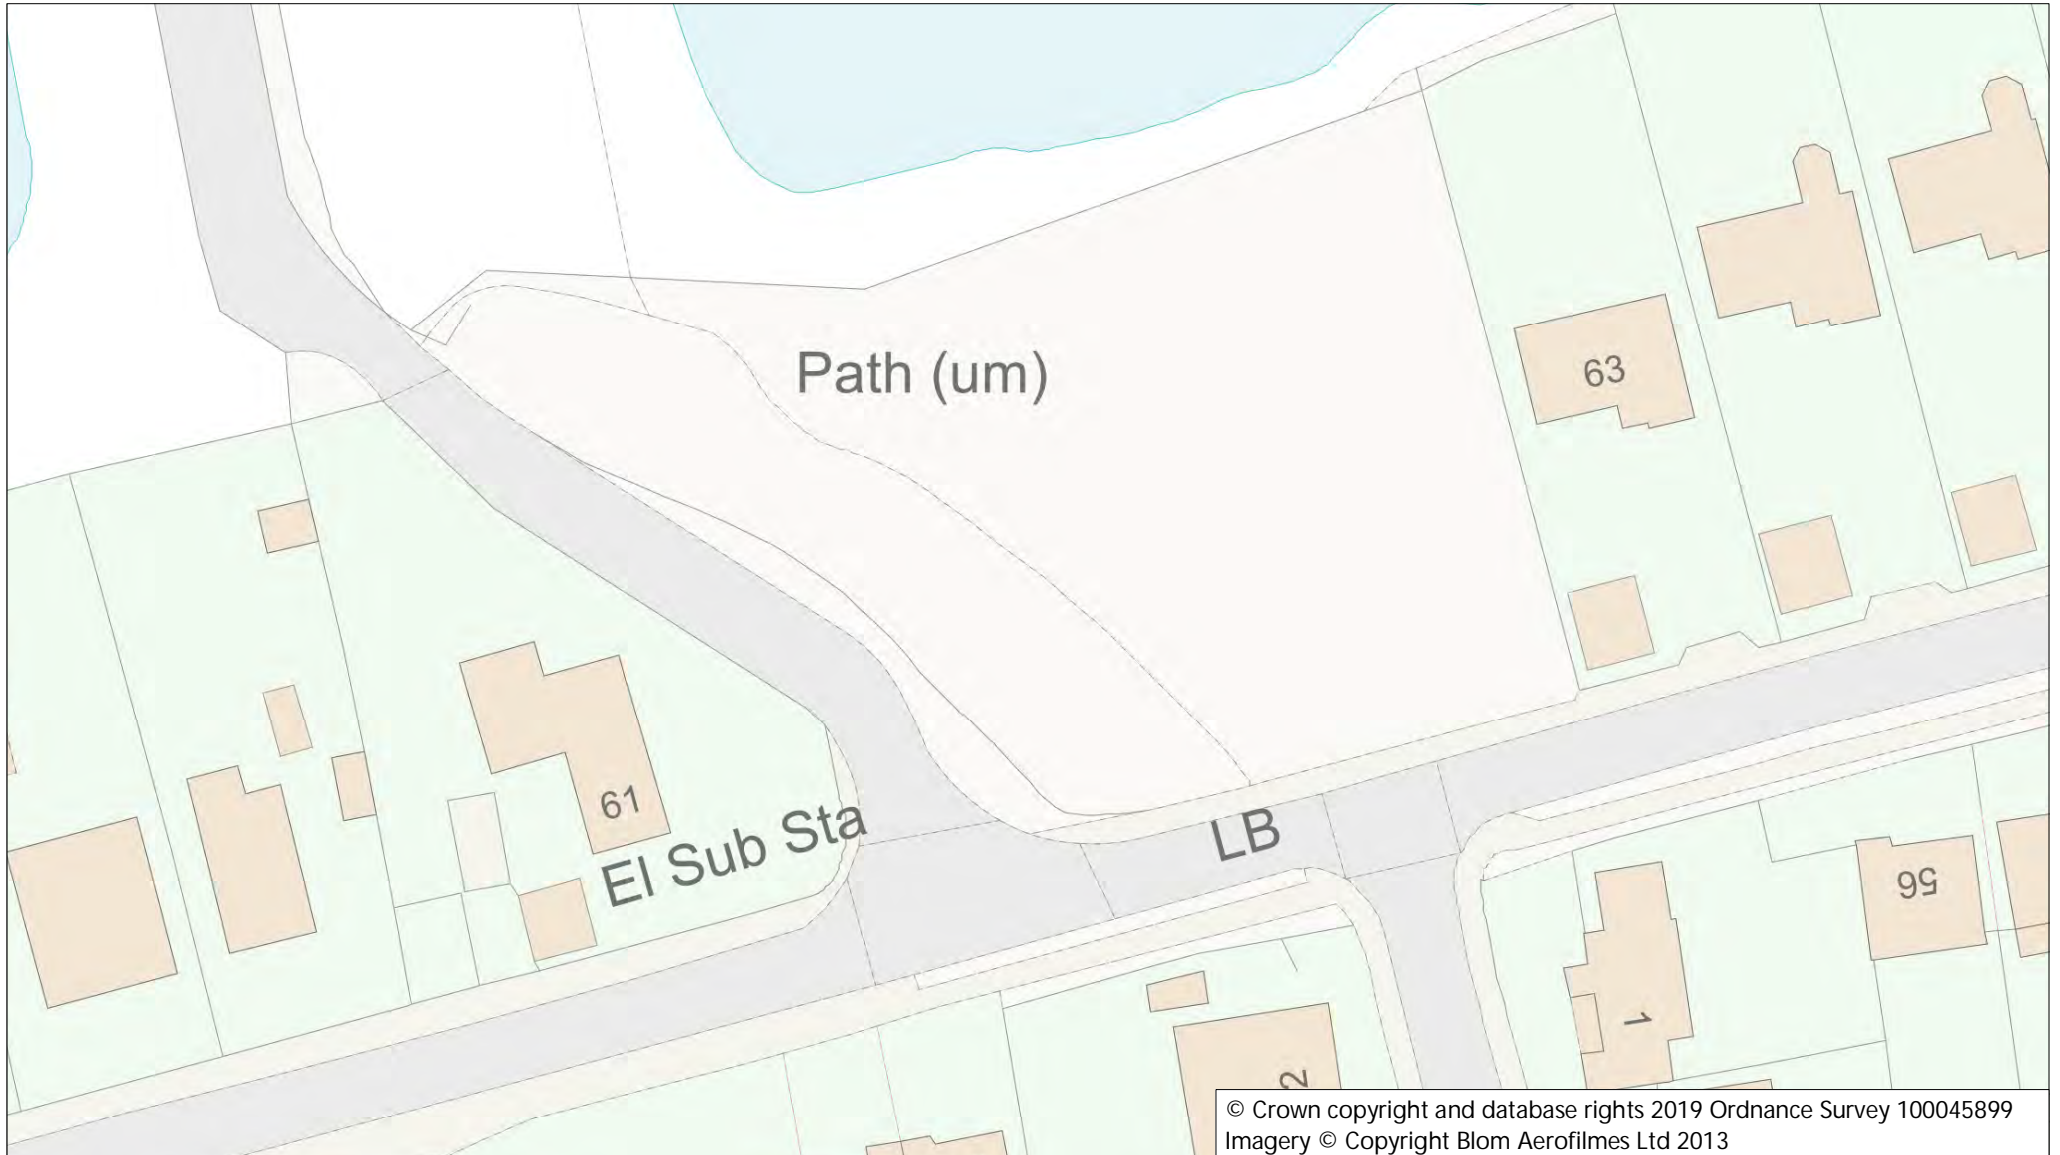 Path (um)
63
61
El Sub Sta
LB
56
1
2
© Crown copyright and database rights 2019 Ordnance Survey 100045899
Imagery © Copyright Blom Aerofilmes Ltd 2013